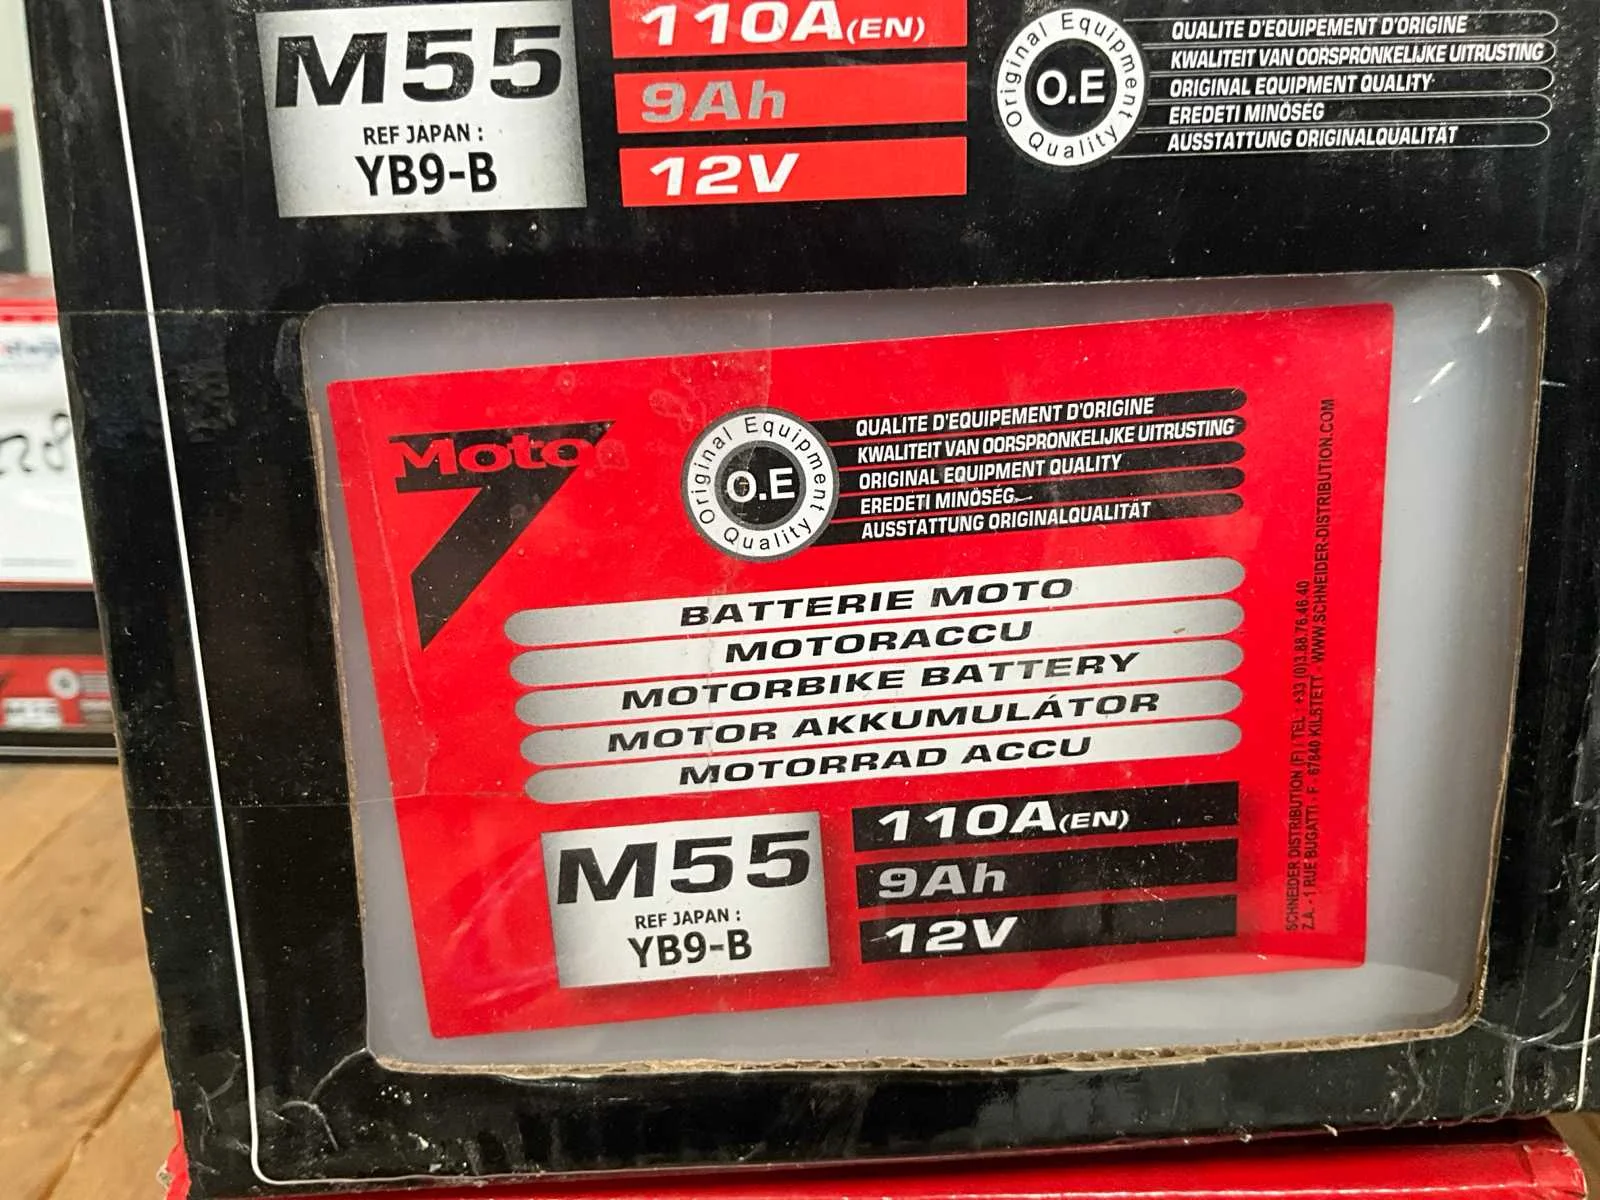 M55
REF JAPAN :
YB9-B
110A(EN)
9Ah
12V
Original Equipment Quality
O.E
QUALITE D'EQUIPEMENT D'ORIGINE
KWALITEIT VAN OORSPRONKELIJKE UITRUSTING
ORIGINAL EQUIPMENT QUALITY
EREDETI MINŐSÉG
AUSSTATTUNG ORIGINALQUALITÄT
Moto
7
Original Equipment Quality
O.E
QUALITE D'EQUIPEMENT D'ORIGINE
KWALITEIT VAN OORSPRONKELIJKE UITRUSTING
ORIGINAL EQUIPMENT QUALITY
EREDETI MINŐSÉG
AUSSTATTUNG ORIGINALQUALITÄT
BATTERIE MOTO
MOTORACCU
MOTORBIKE BATTERY
MOTOR AKKUMULÁTOR
MOTORRAD ACCU
M55
REF JAPAN :
YB9-B
110A(EN)
9Ah
12V
SCHNEIDER DISTRIBUTION (F) / TEL : +33 (0)3.88.76.46.40
Z.A. - 1 RUE BUGATTI - F - 67840 KILSTETT - WWW.SCHNEIDER-DISTRIBUTION.COM